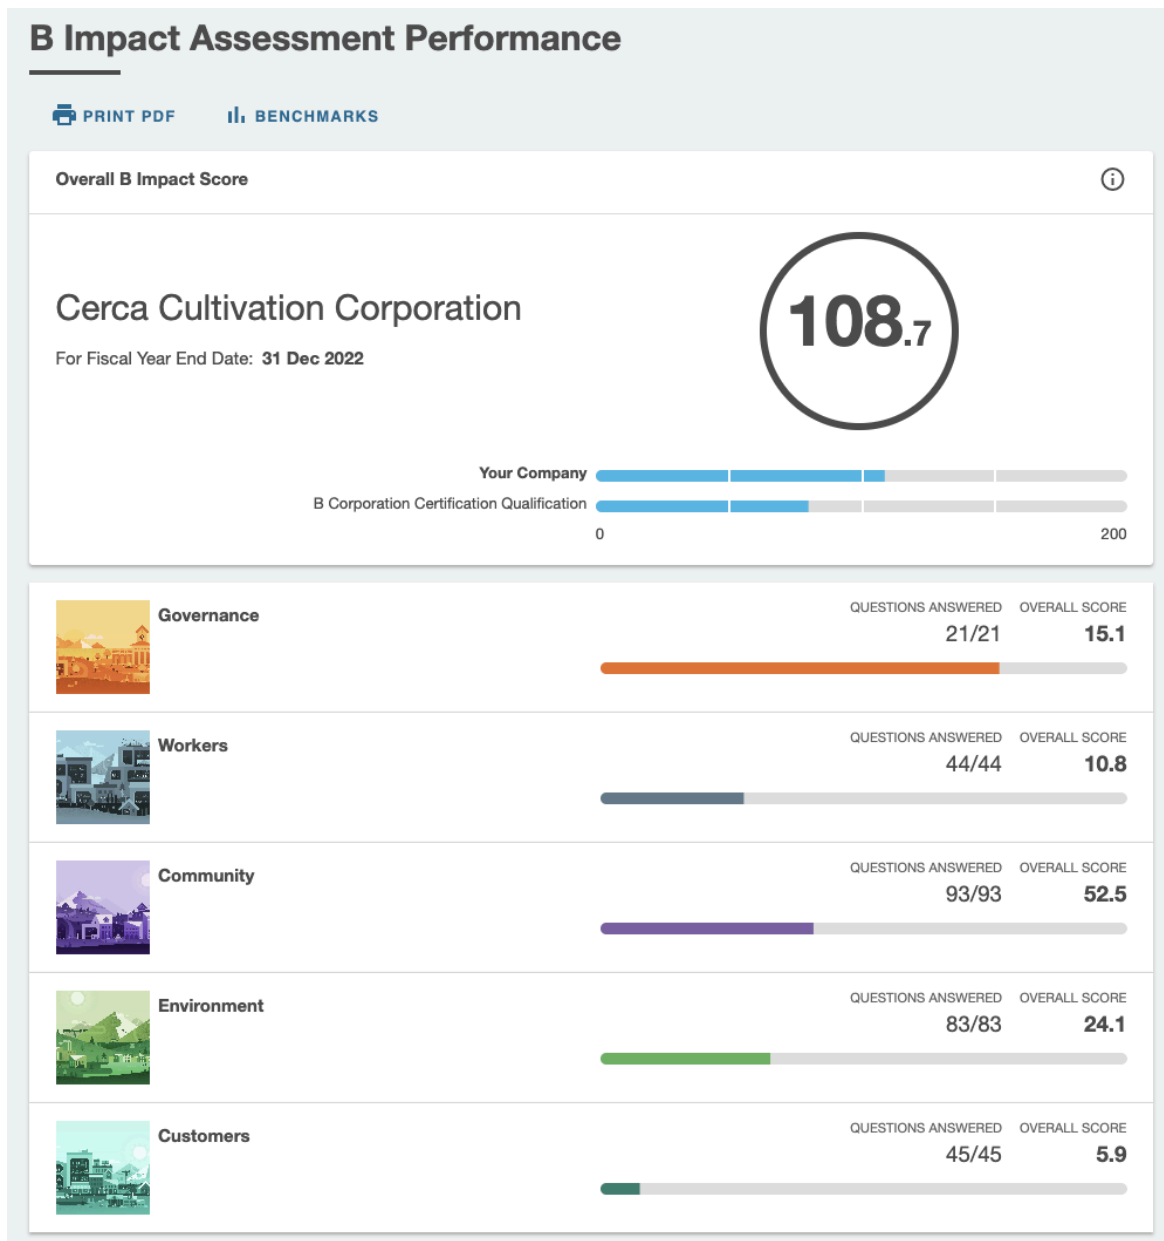 B Impact Assessment Performance
PRINT PDF BENCHMARKS
Overall B Impact Score
Cerca Cultivation Corporation
For Fiscal Year End Date: 31 Dec 2022
108.7
Your Company
B Corporation Certification Qualification
0 200
Governance
QUESTIONS ANSWERED OVERALL SCORE
21/21 15.1
Workers
QUESTIONS ANSWERED OVERALL SCORE
44/44 10.8
Community
QUESTIONS ANSWERED OVERALL SCORE
93/93 52.5
Environment
QUESTIONS ANSWERED OVERALL SCORE
83/83 24.1
Customers
QUESTIONS ANSWERED OVERALL SCORE
45/45 5.9